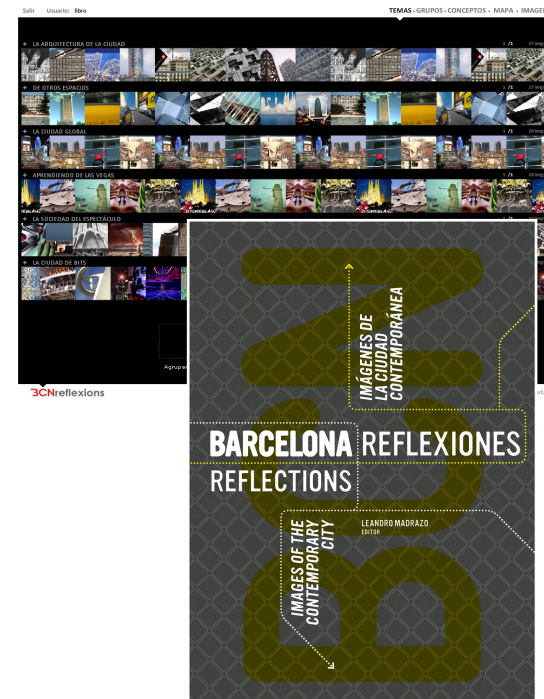 Salir Usuario: libro
TEMAS · GRUPOS · CONCEPTOS · MAPA · IMAGE
+ LA ARQUITECTURA DE LA CIUDAD
+ DE OTROS ESPACIOS
+ LA CIUDAD GLOBAL
+ APRENDIENDO DE LAS VEGAS
+ LA SOCIEDAD DEL ESPECTÁCULO
+ LA CIUDAD DE BITS
BCNreflexions
BCN
IMÁGENES DE
LA CIUDAD
CONTEMPORÁNEA
BARCELONA REFLEXIONES
REFLECTIONS
LEANDRO MADRAZO
EDITOR
IMAGES OF THE
CONTEMPORARY
CITY